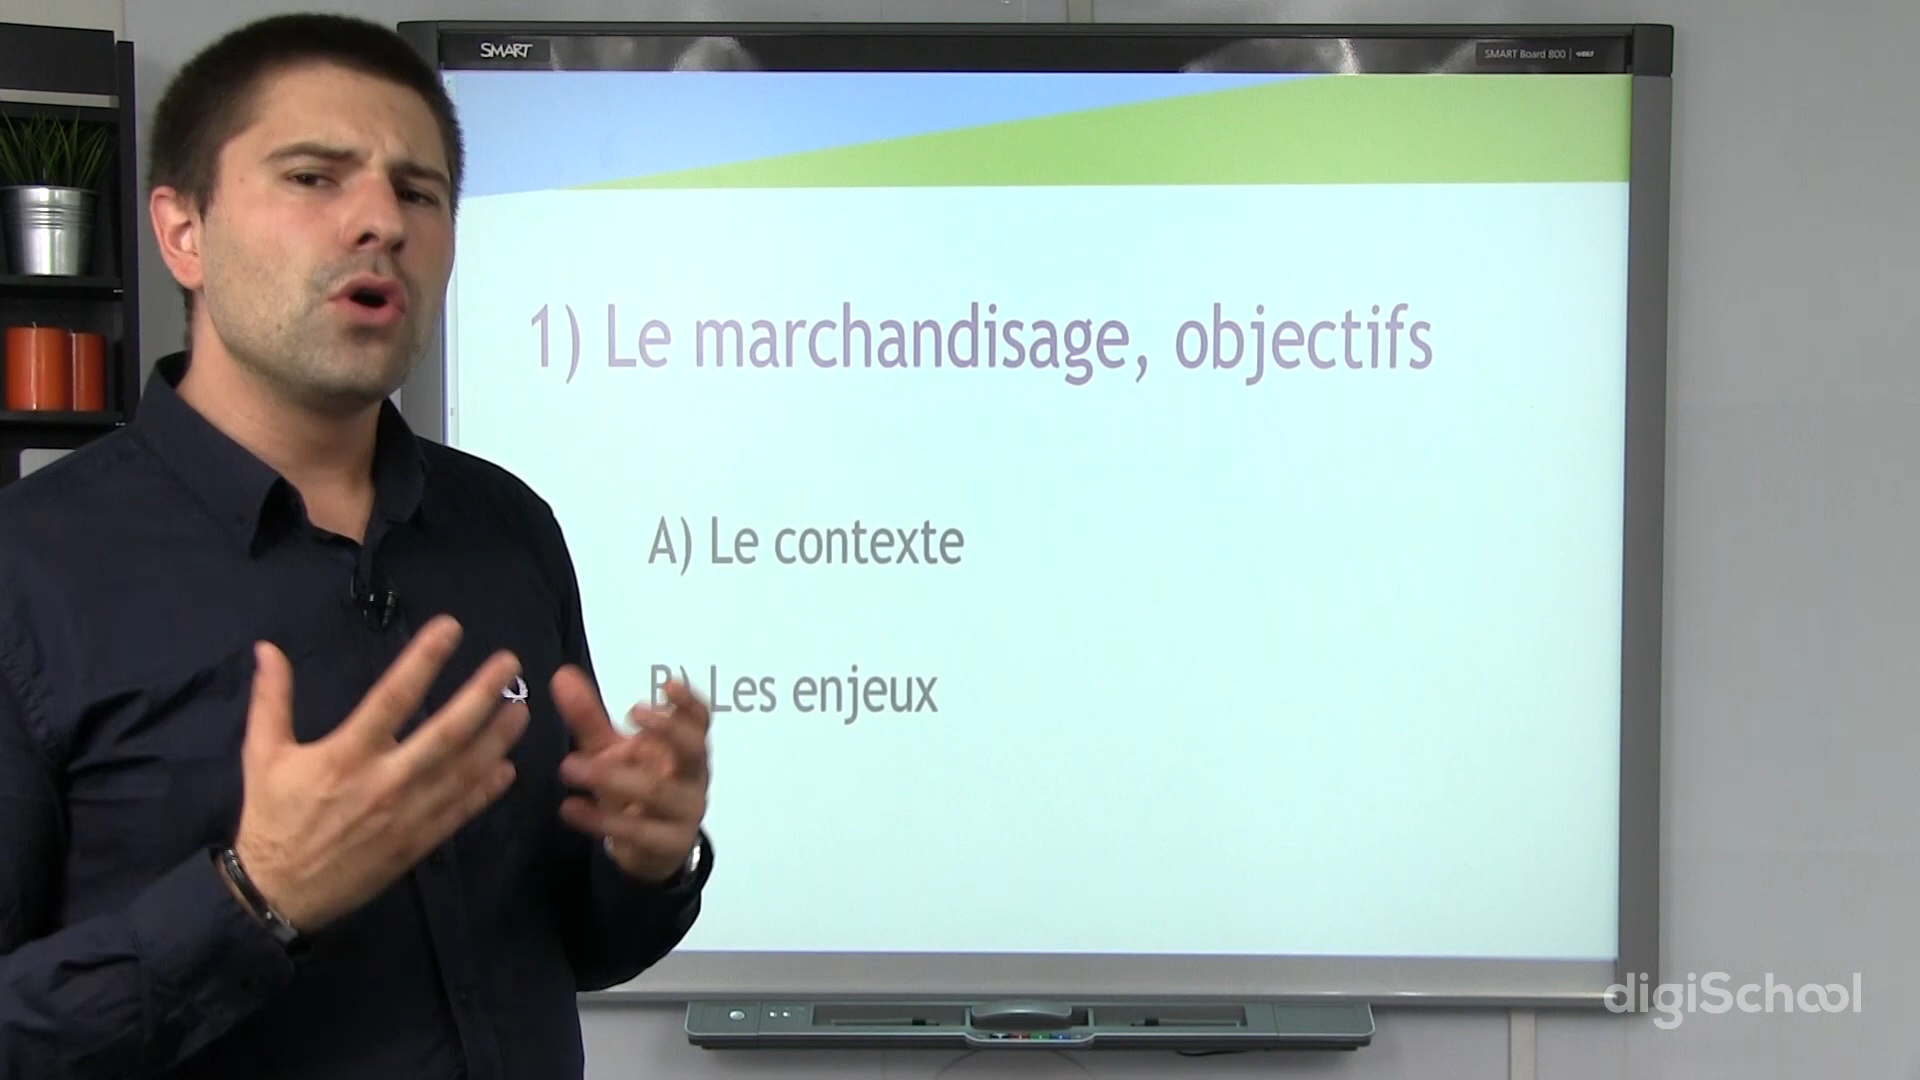 SMART
SMART Board 800
1) Le marchandisage, objectifs
A) Le contexte
B) Les enjeux
digiSchool